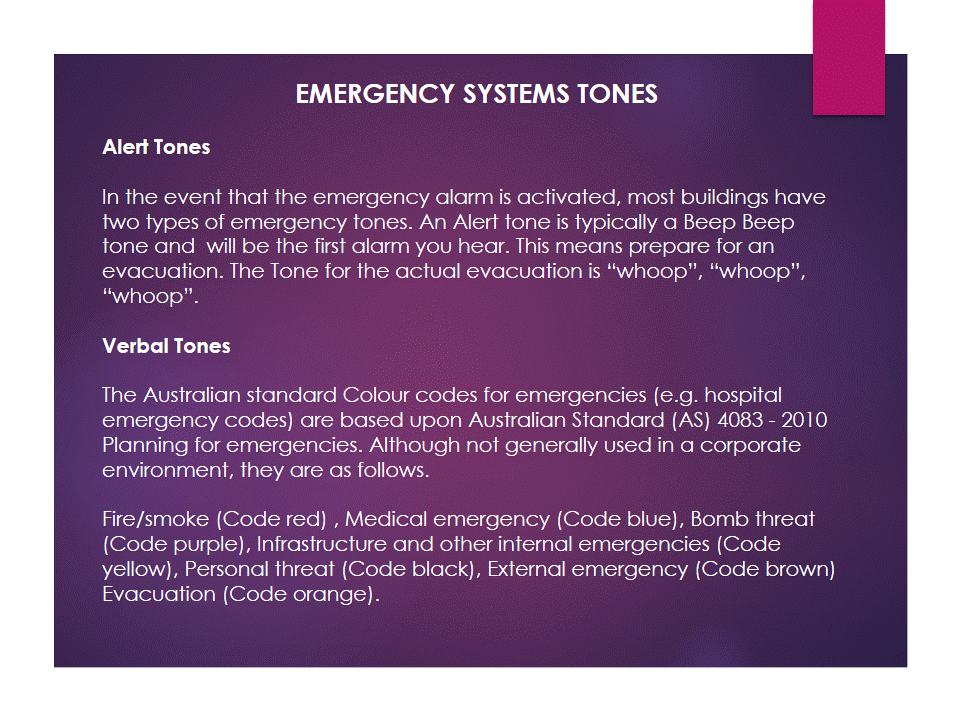 EMERGENCY SYSTEMS TONES
Alert Tones
In the event that the emergency alarm is activated, most buildings have
two types of emergency tones. An Alert tone is typically a Beep Beep
tone and  will be the first alarm you hear. This means prepare for an
evacuation. The Tone for the actual evacuation is “whoop”, “whoop”,
“whoop”.
Verbal Tones
The Australian standard Colour codes for emergencies (e.g. hospital
emergency codes) are based upon Australian Standard (AS) 4083 - 2010
Planning for emergencies. Although not generally used in a corporate
environment, they are as follows.
Fire/smoke (Code red) , Medical emergency (Code blue), Bomb threat
(Code purple), Infrastructure and other internal emergencies (Code
yellow), Personal threat (Code black), External emergency (Code brown)
Evacuation (Code orange).